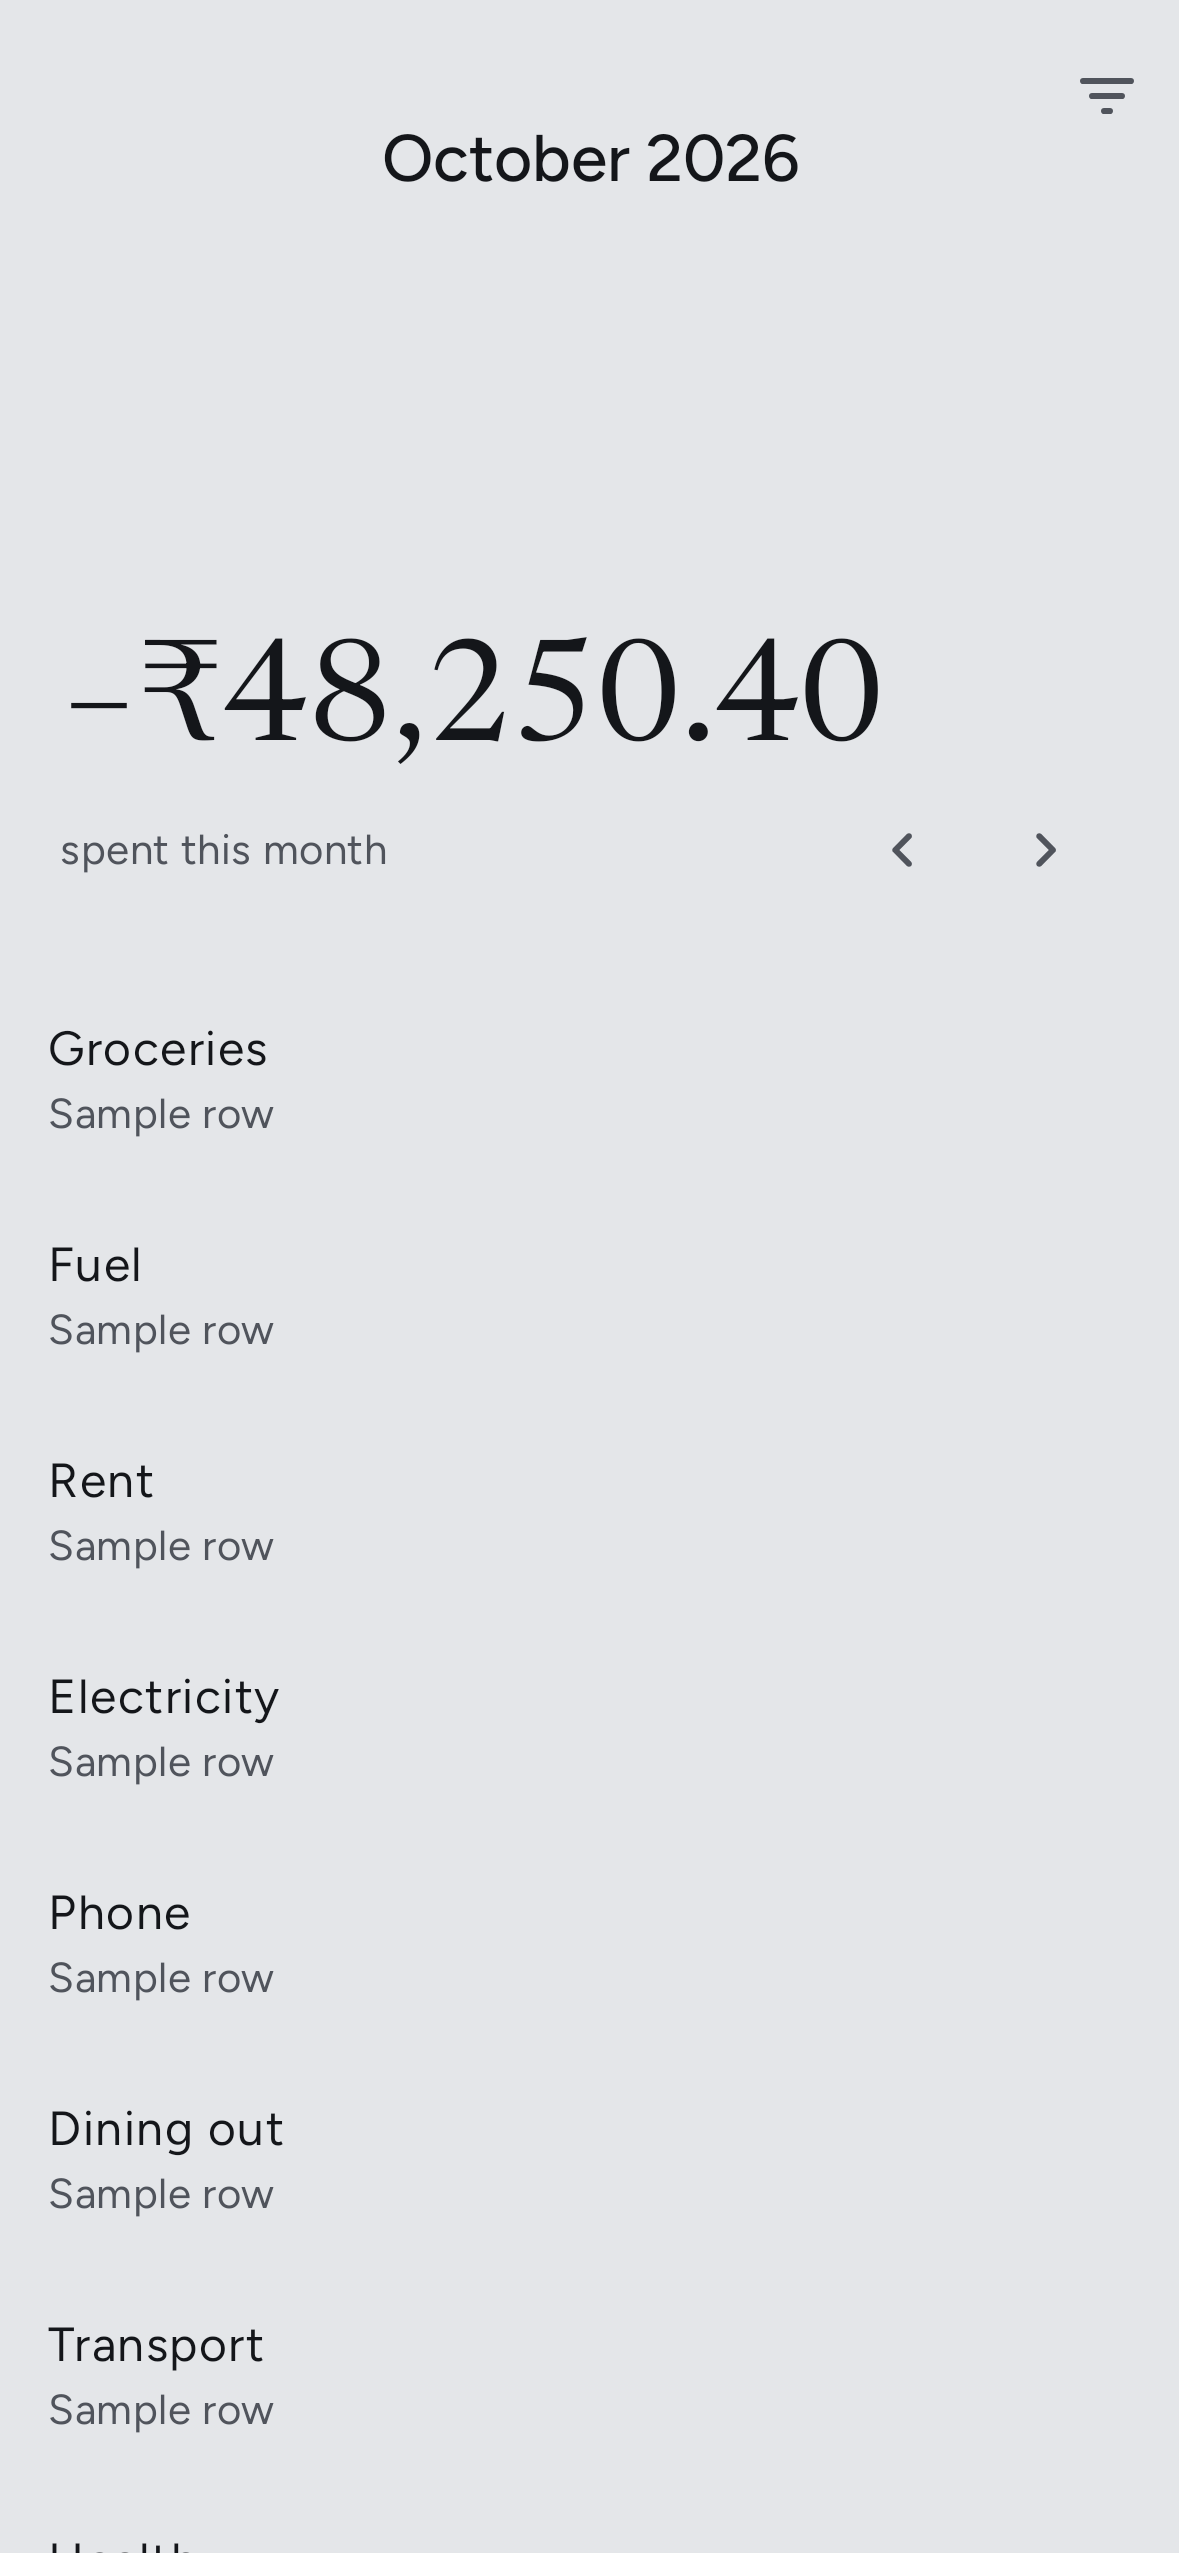 October 2026
–₹48,250.40
spent this month
Groceries
Sample row
Fuel
Sample row
Rent
Sample row
Electricity
Sample row
Phone
Sample row
Dining out
Sample row
Transport
Sample row